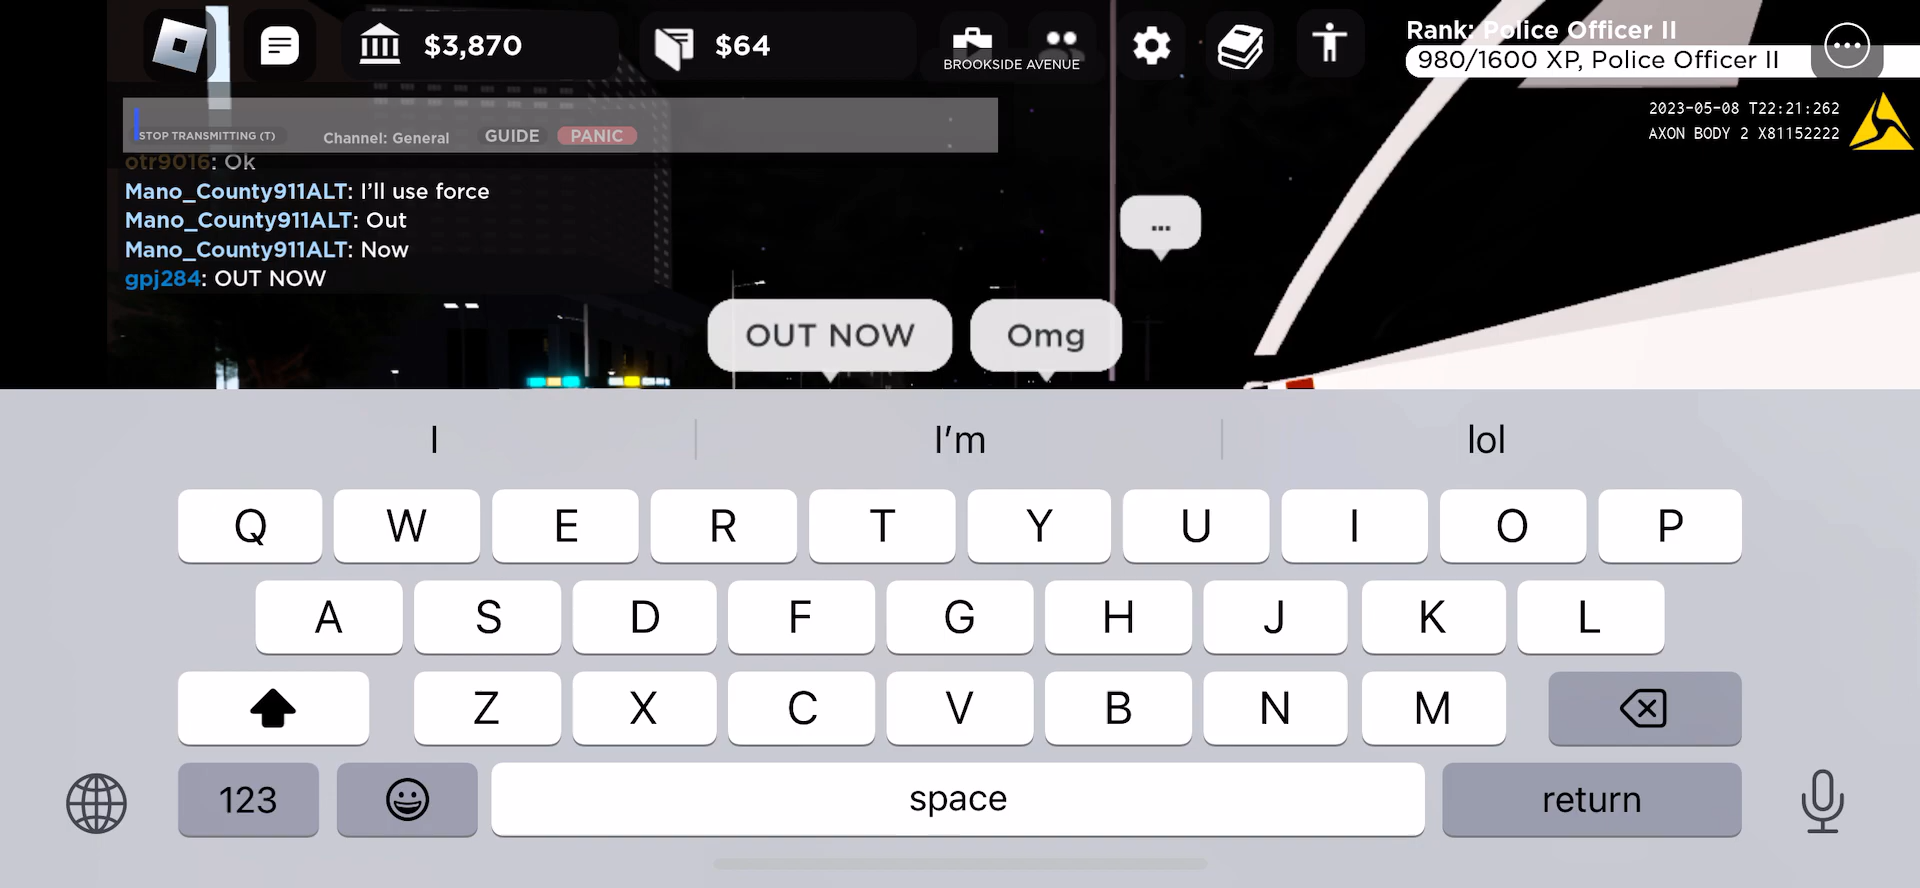 $3,870
$64
BROOKSIDE AVENUE
Rank: Police Officer II
980/1600 XP, Police Officer II
2023-05-08 T22:21:262
AXON BODY 2 X81152222
STOP TRANSMITTING (T)
Channel: General
GUIDE
PANIC
otr9016: Ok
Mano_County911ALT: I’ll use force
Mano_County911ALT: Out
Mano_County911ALT: Now
gpj284: OUT NOW
...
OUT NOW
Omg
I
I’m
lol
Q W E R T Y U I O P
A S D F G H J K L
Z X C V B N M
123
space
return